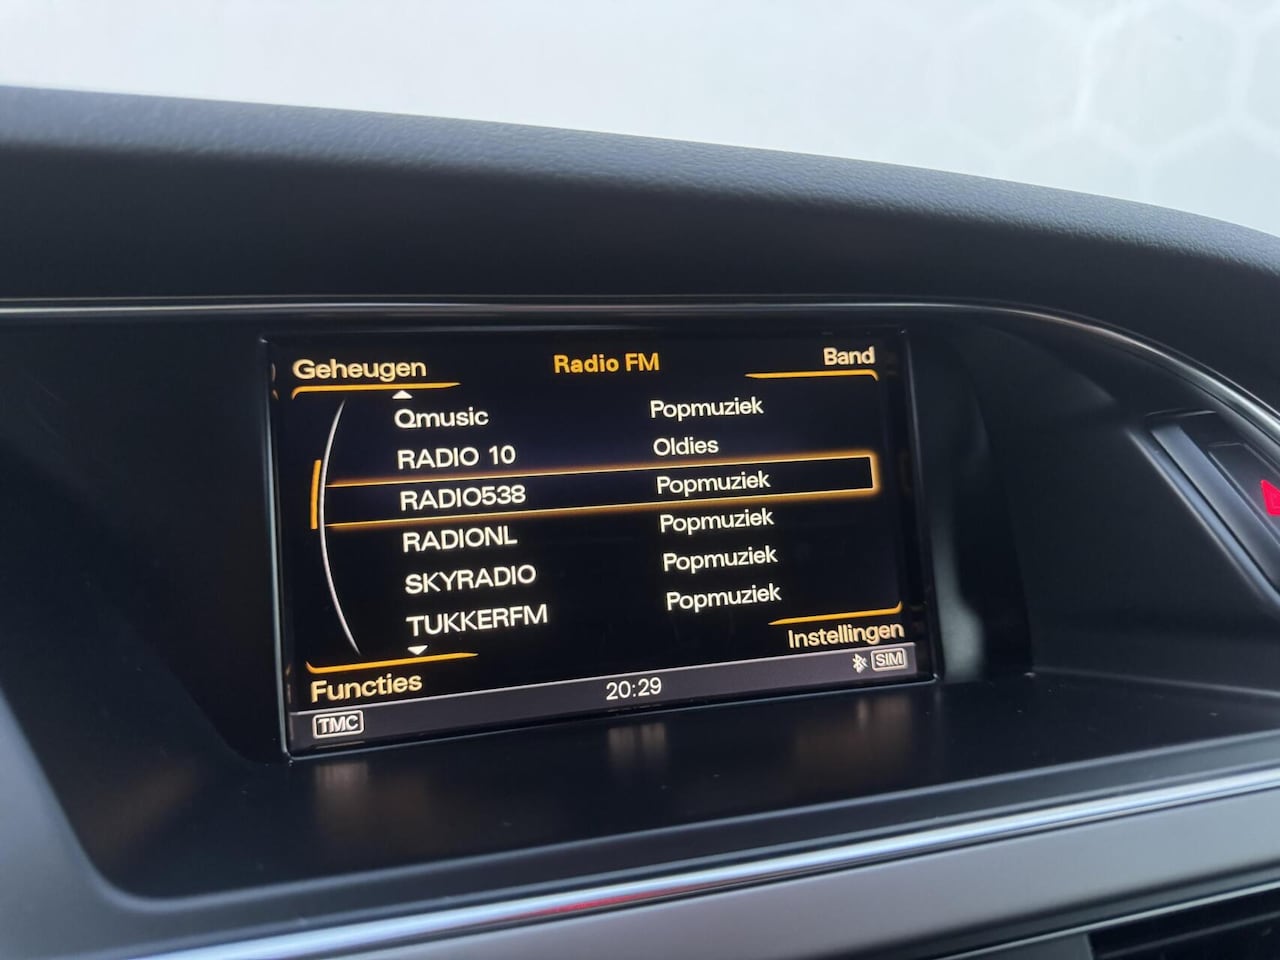 Geheugen Radio FM Band
Qmusic Popmuziek
RADIO 10 Oldies
RADIO538 Popmuziek
RADIONL Popmuziek
SKYRADIO Popmuziek
TUKKERFM Popmuziek
Functies Instellingen
TMC 20:29 SIM